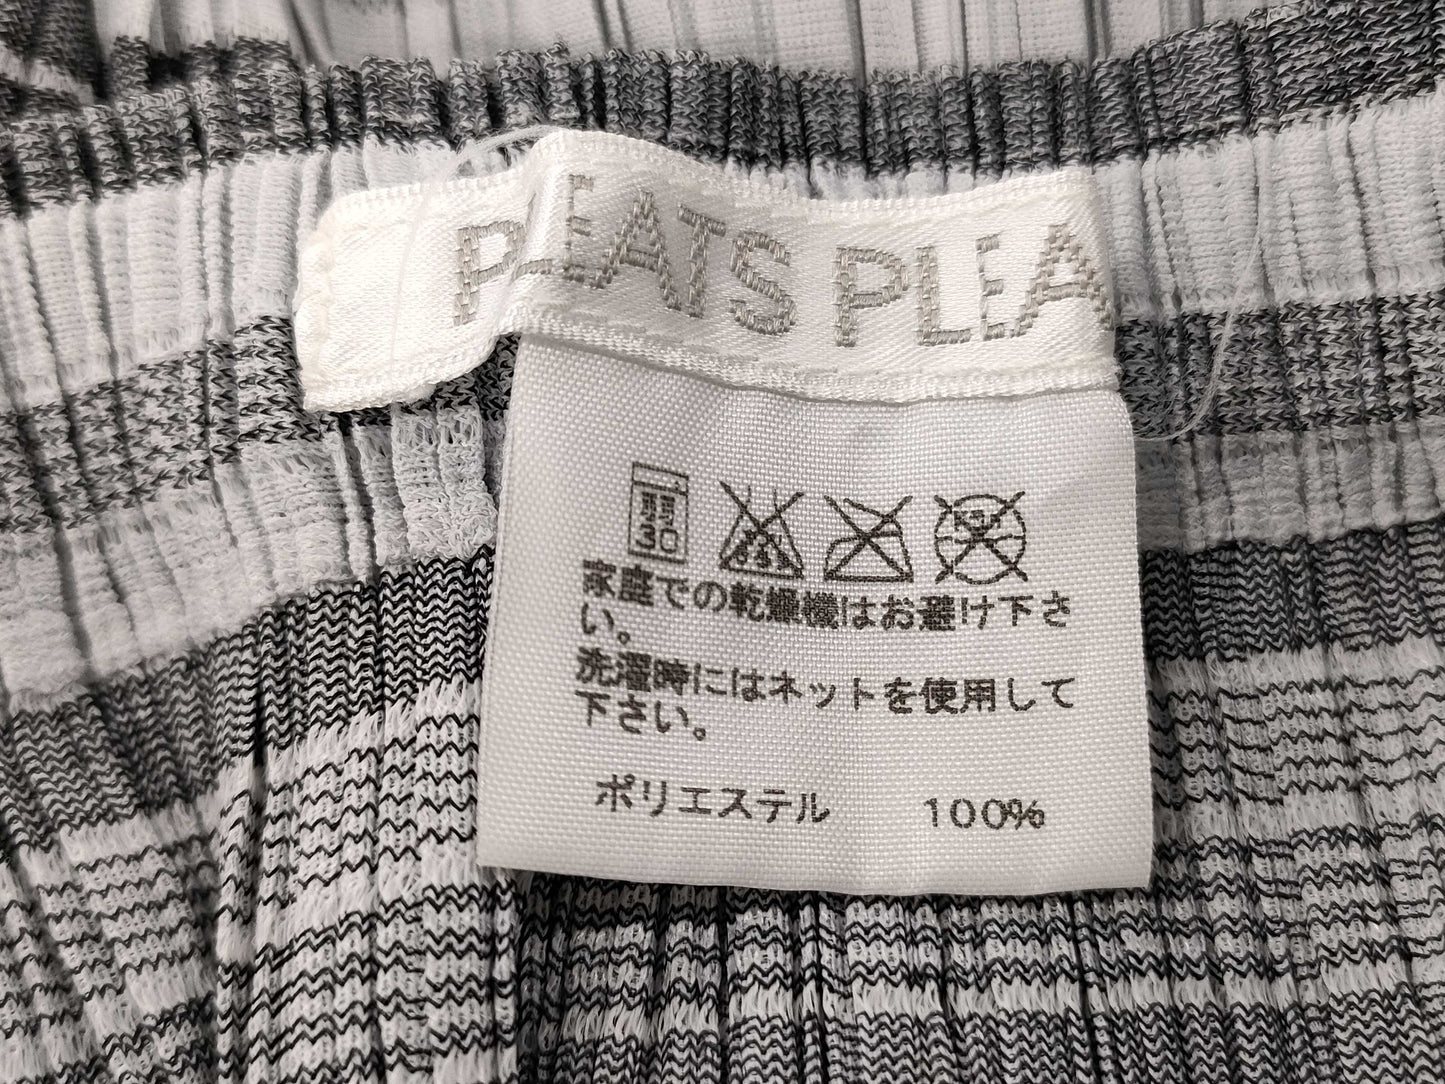 PLEATS PLEA
弱
30
家庭での乾燥機はお避け下さ
い。
洗濯時にはネットを使用して
下さい。
ポリエステル 100%